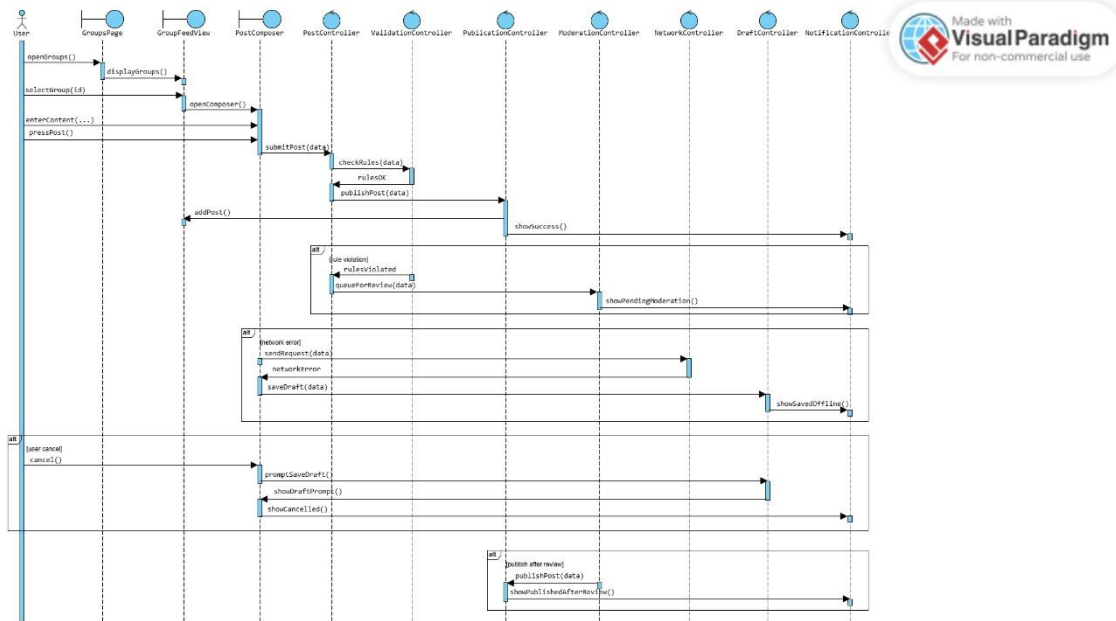 User GroupsPage GroupFeedView PostComposer PostController ValidationController PublicationController ModerationController NetworkController DraftController NotificationController
Made with
Visual Paradigm
For non-commercial use
openGroups()
displayGroups()
selectGroup(id)
openComposer()
enterContent(...)
pressPost()
submitPost(data)
checkRules(data)
rulesOK
publishPost(data)
addPost()
showSuccess()
alt
[rule violation]
rulesViolated
queueForReview(data)
showPendingModeration()
alt
[network error]
sendRequest(data)
networkError
saveDraft(data)
showSavedOffline()
alt
[user cancel]
cancel()
promptSaveDraft()
showDraftPrompt()
showCancelled()
alt
[publish after review]
publishPost(data)
showPublishedAfterReview()